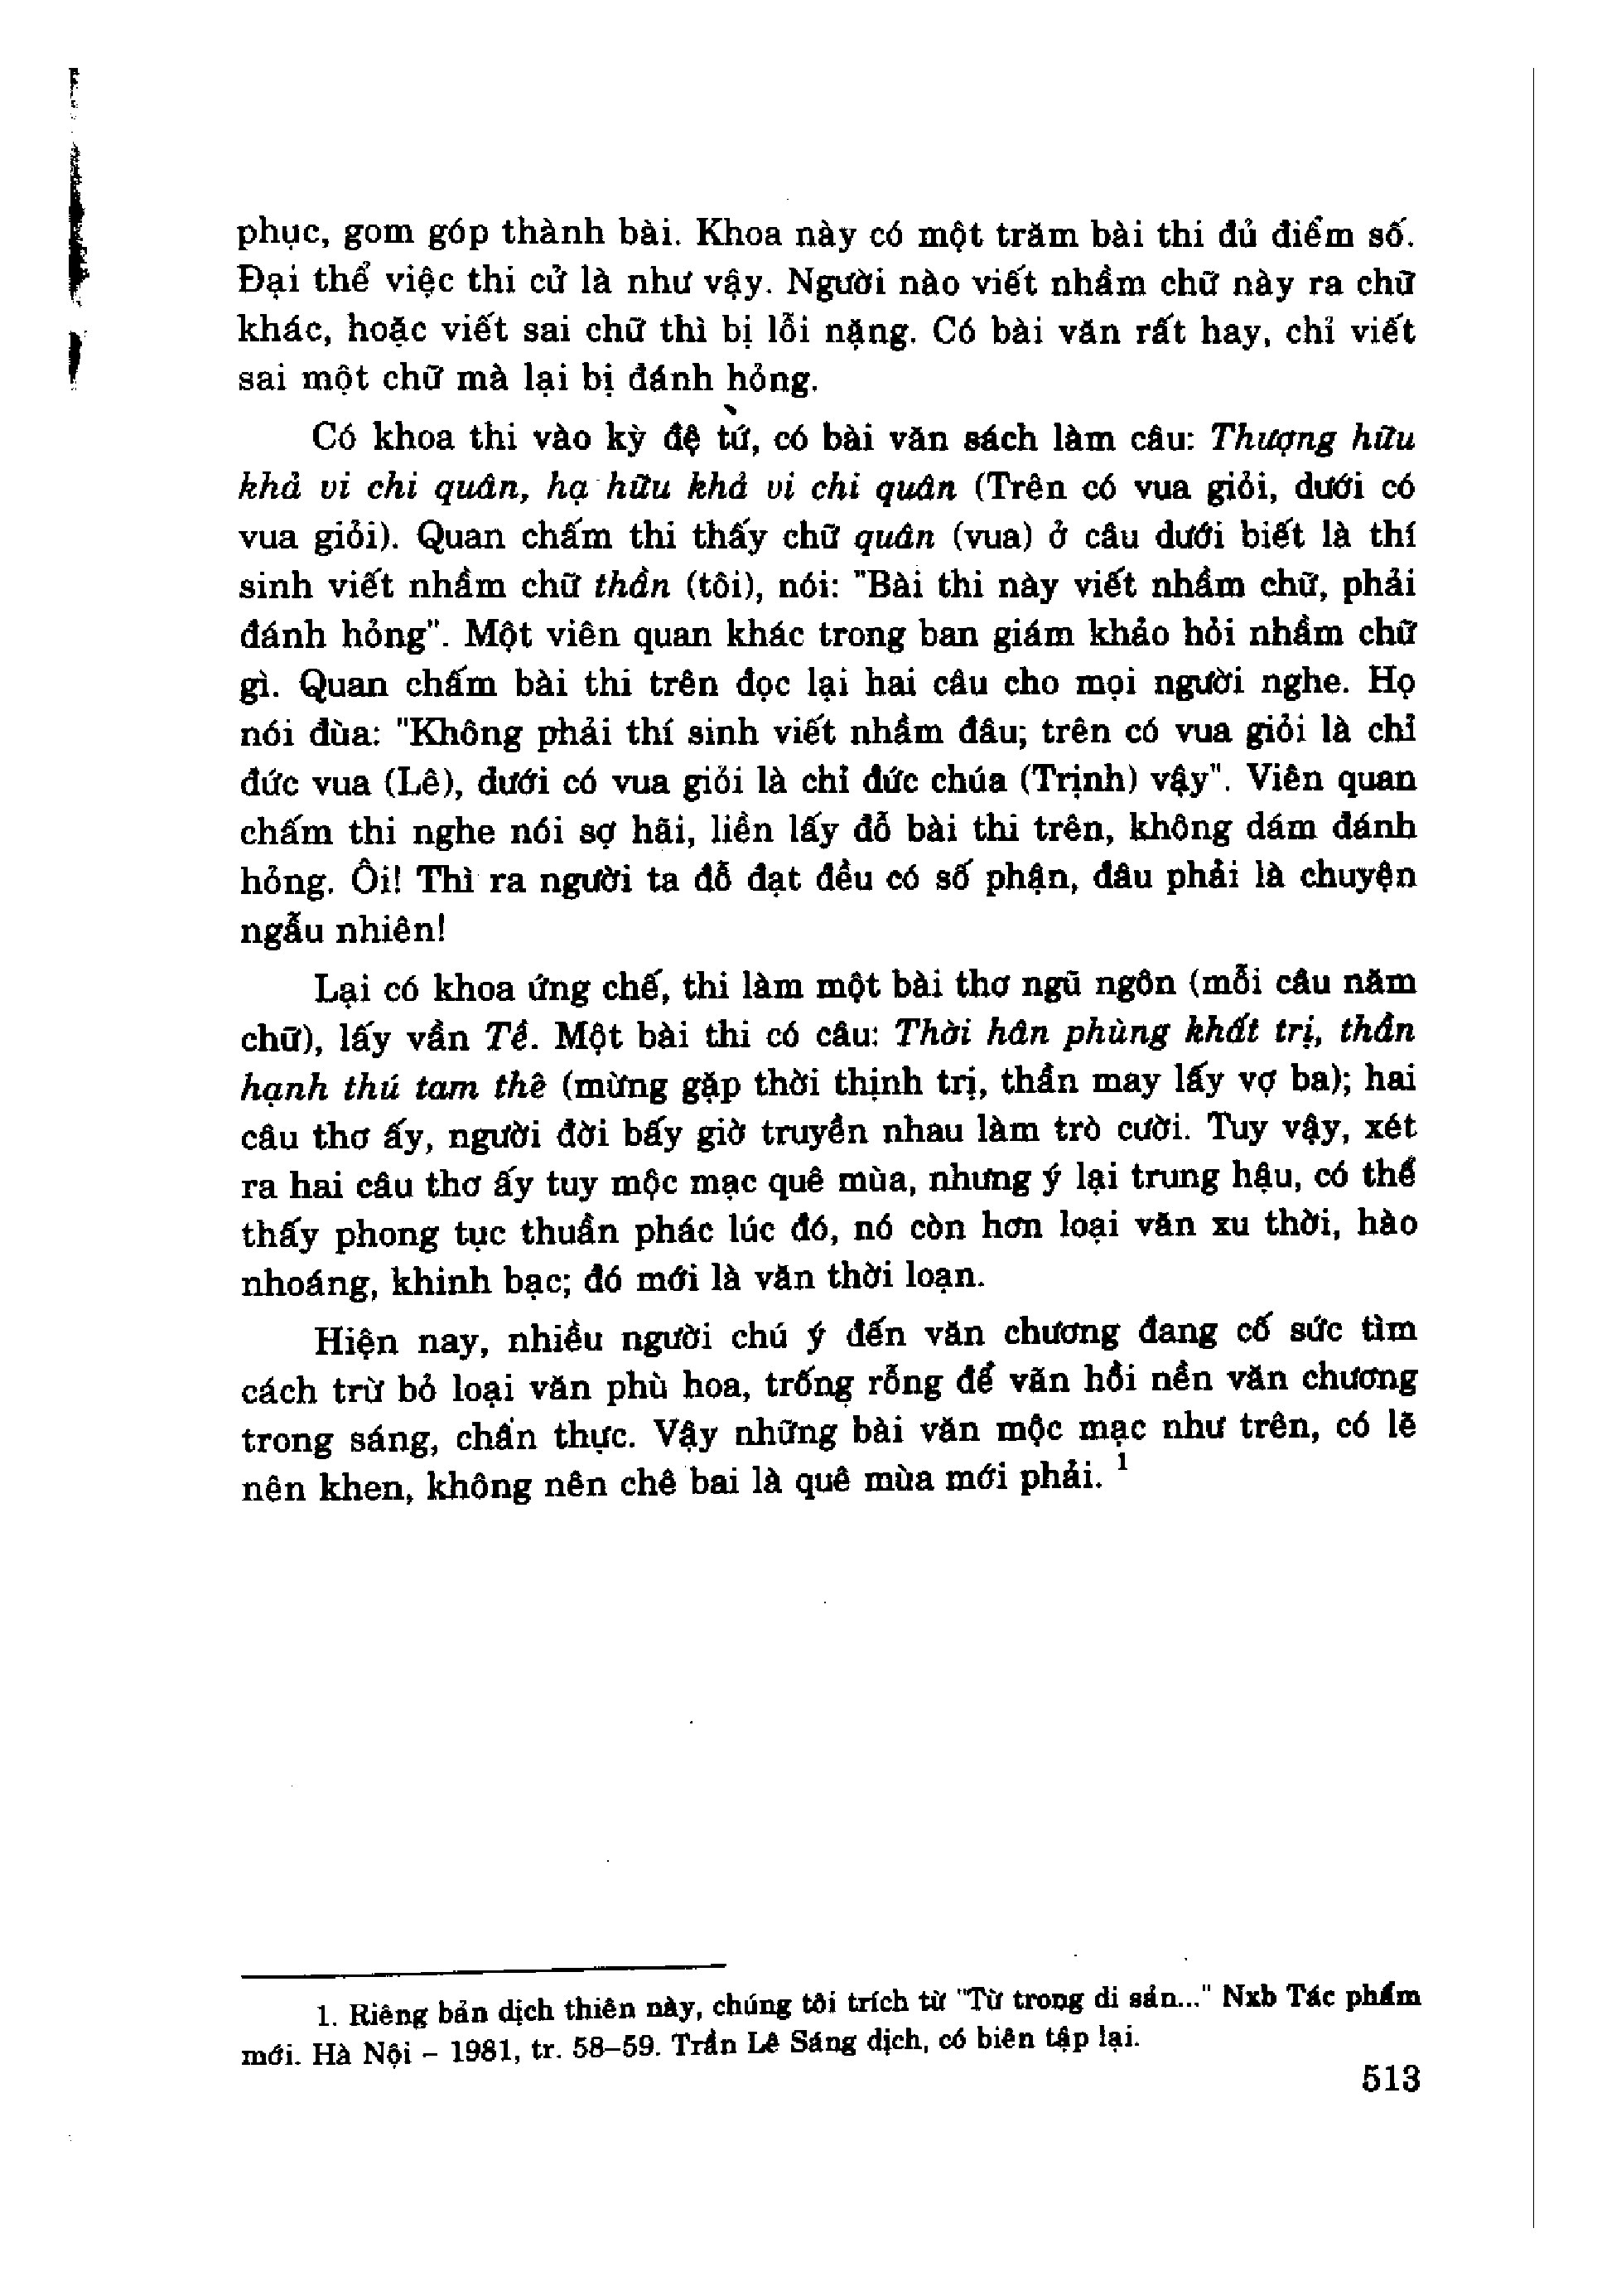 phục, gom góp thành bài. Khoa này có một trăm bài thi đủ điểm số.
Đại thể việc thi cử là như vậy. Người nào viết nhầm chữ này ra chữ
khác, hoặc viết sai chữ thì bị lỗi nặng. Có bài văn rất hay, chỉ viết
sai một chữ mà lại bị đánh hỏng.
Có khoa thi vào kỳ đệ tứ, có bài văn sách làm câu: Thượng hữu
khả vi chi quân, hạ hữu khả vi chi quân (Trên có vua giỏi, dưới có
vua giỏi). Quan chấm thi thấy chữ quân (vua) ở câu dưới biết là thí
sinh viết nhầm chữ thần (tôi), nói: "Bài thi này viết nhầm chữ, phải
đánh hỏng". Một viên quan khác trong ban giám khảo hỏi nhầm chữ
gì. Quan chấm bài thi trên đọc lại hai câu cho mọi người nghe. Họ
nói đùa: "Không phải thí sinh viết nhầm đâu; trên có vua giỏi là chỉ
đức vua (Lê), dưới có vua giỏi là chỉ đức chúa (Trịnh) vậy". Viên quan
chấm thi nghe nói sợ hãi, liền lấy đỗ bài thi trên, không dám đánh
hỏng. Ôi! Thì ra người ta đỗ đạt đều có số phận, đâu phải là chuyện
ngẫu nhiên!
Lại có khoa ứng chế, thi làm một bài thơ ngũ ngôn (mỗi câu năm
chữ), lấy vần Tề. Một bài thi có câu: Thời hân phùng khất trị, thần
hạnh thú tam thê (mừng gặp thời thịnh trị, thần may lấy vợ ba); hai
câu thơ ấy, người đời bấy giờ truyền nhau làm trò cười. Tuy vậy, xét
ra hai câu thơ ấy tuy mộc mạc quê mùa, nhưng ý lại trung hậu, có thể
thấy phong tục thuần phác lúc đó, nó còn hơn loại văn xu thời, hào
nhoáng, khinh bạc; đó mới là văn thời loạn.
Hiện nay, nhiều người chú ý đến văn chương đang cố sức tìm
cách trừ bỏ loại văn phù hoa, trống rỗng để văn hồi nền văn chương
trong sáng, chân thực. Vậy những bài văn mộc mạc như trên, có lẽ
nên khen, không nên chê bai là quê mùa mới phải. 1
1. Riêng bản dịch thiên này, chúng tôi trích từ "Từ trong di sản..." Nxb Tác phẩm
mới. Hà Nội – 1981, tr. 58–59. Trần Lê Sáng dịch, có biên tập lại.
513